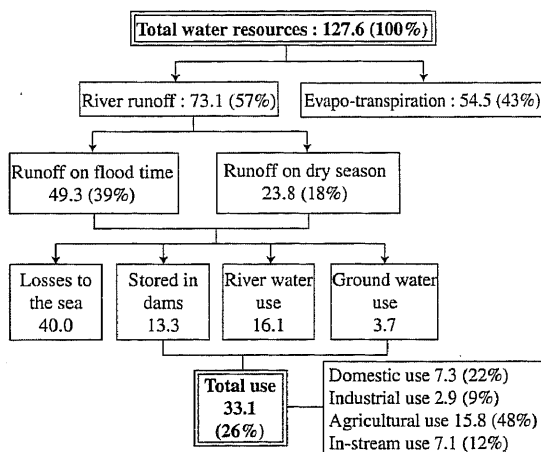 Total water resources : 127.6 (100%)
River runoff : 73.1 (57%)
Evapo-transpiration : 54.5 (43%)
Runoff on flood time
49.3 (39%)
Runoff on dry season
23.8 (18%)
Losses to
the sea
40.0
Stored in
dams
13.3
River water
use
16.1
Ground water
use
3.7
Total use
33.1
(26%)
Domestic use 7.3 (22%)
Industrial use 2.9 (9%)
Agricultural use 15.8 (48%)
In-stream use 7.1 (12%)